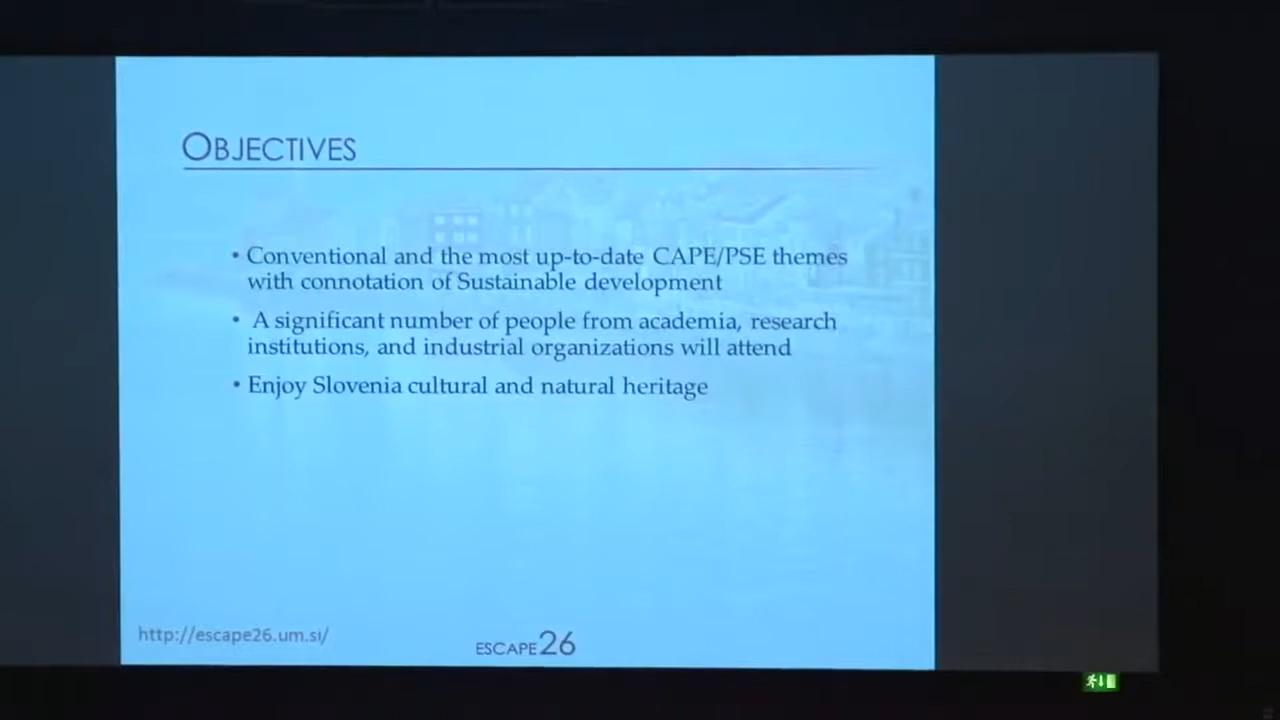 OBJECTIVES
• Conventional and the most up-to-date CAPE/PSE themes
with connotation of Sustainable development
• A significant number of people from academia, research
institutions, and industrial organizations will attend
• Enjoy Slovenia cultural and natural heritage
http://escape26.um.si/
ESCAPE26